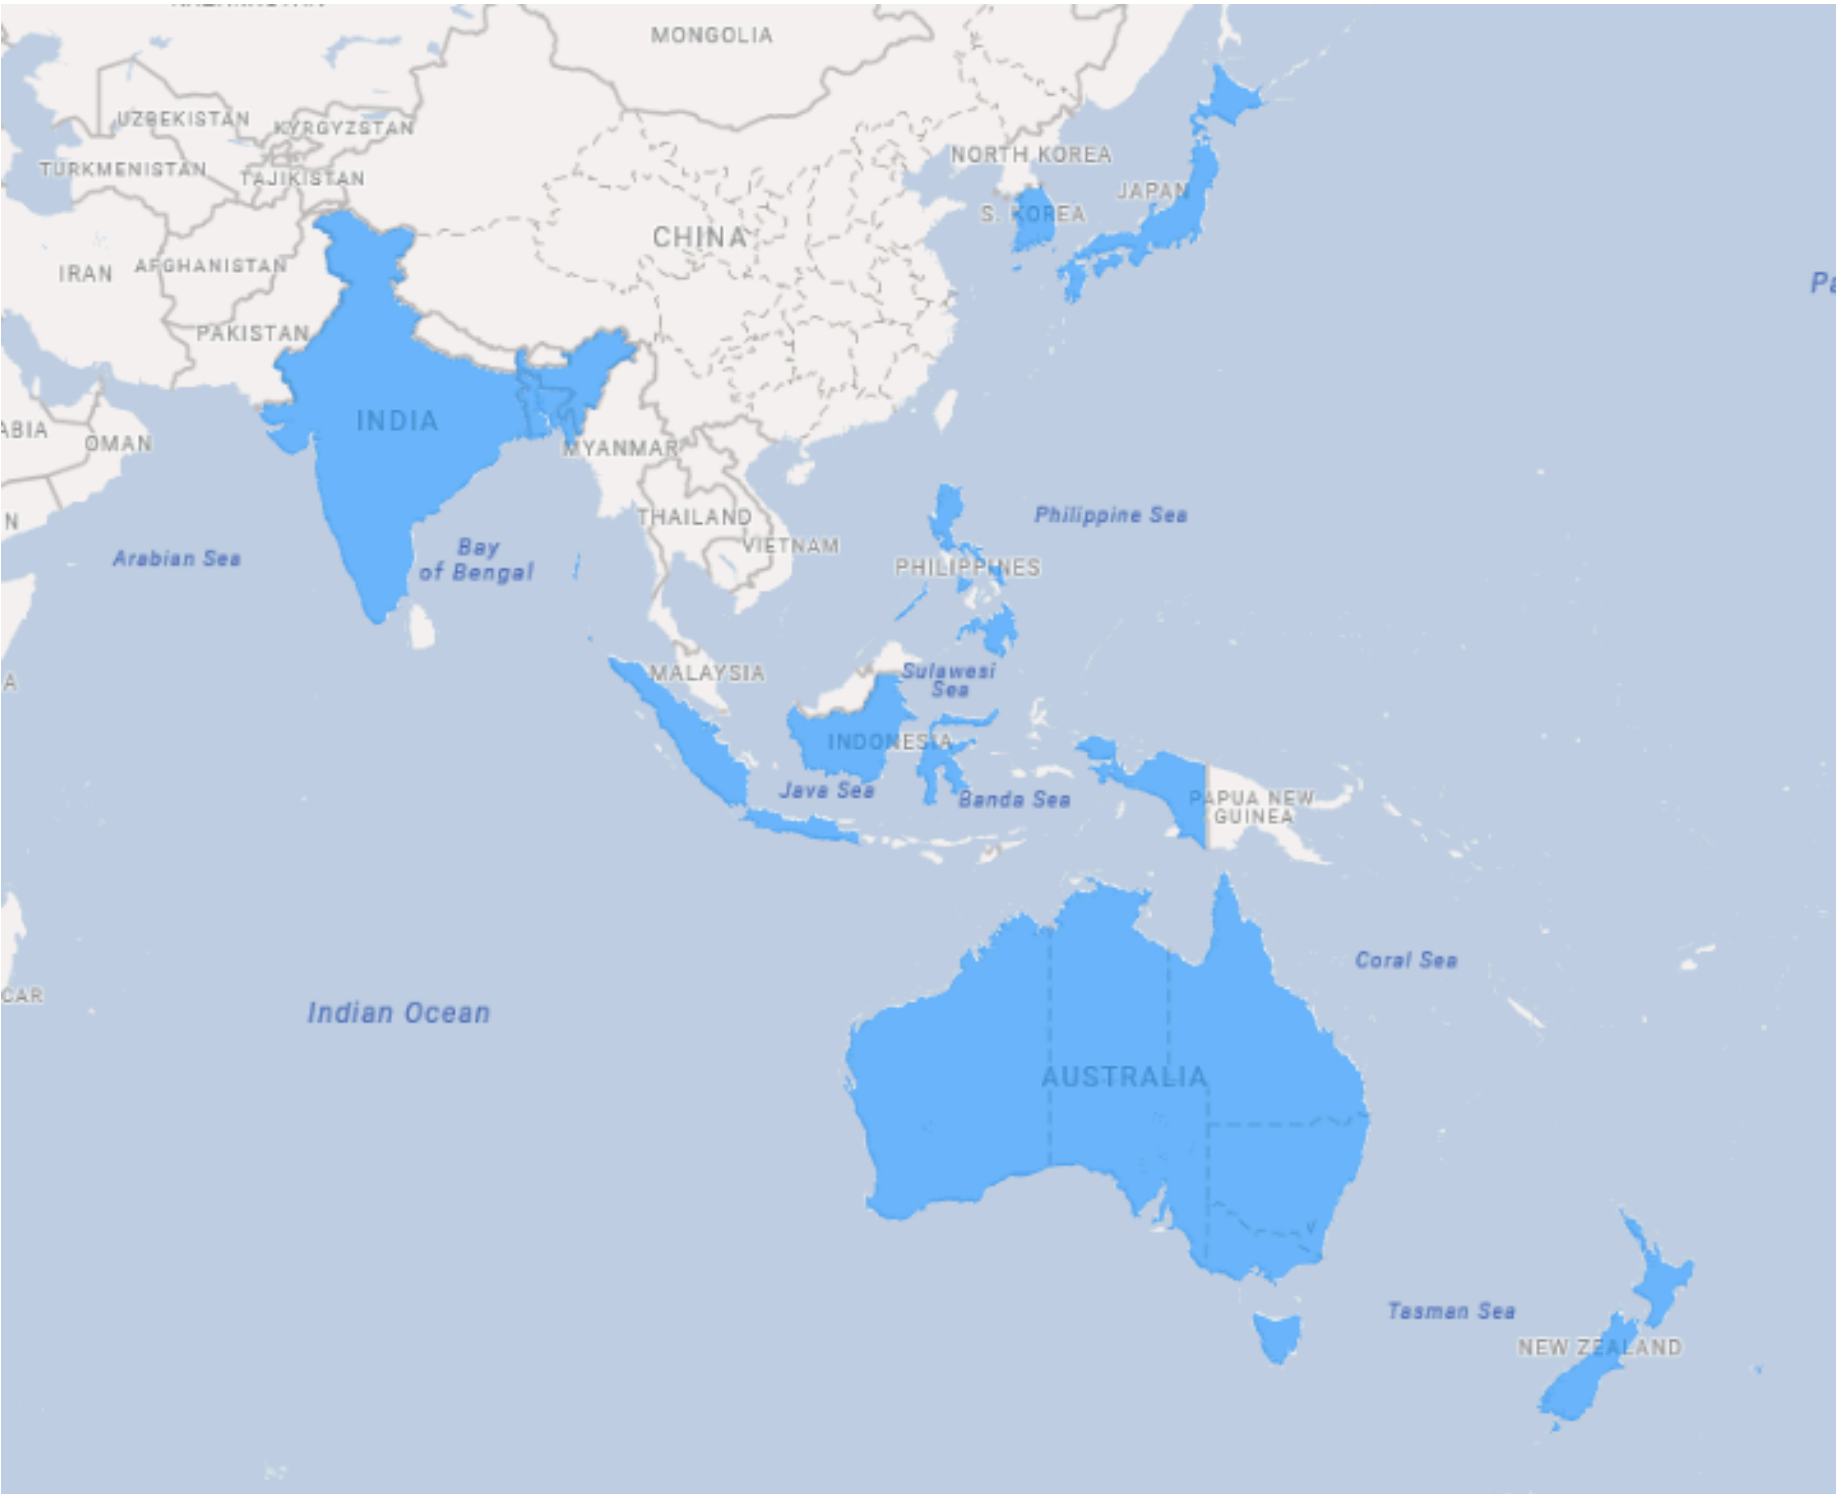 MONGOLIA
UZBEKISTAN
KYRGYZSTAN
NORTH KOREA
TURKMENISTAN
TAJIKISTAN
JAPAN
S. KOREA
CHINA
IRAN
AFGHANISTAN
PAKISTAN
INDIA
ABIA
OMAN
MYANMAR
N
THAILAND
Philippine Sea
VIETNAM
Arabian Sea
Bay
of Bengal
PHILIPPINES
MALAYSIA
Sulawesi
Sea
A
INDONESIA
Java Sea
Banda Sea
PAPUA NEW
GUINEA
Coral Sea
CAR
Indian Ocean
AUSTRALIA
Tasman Sea
NEW ZEALAND
Pa